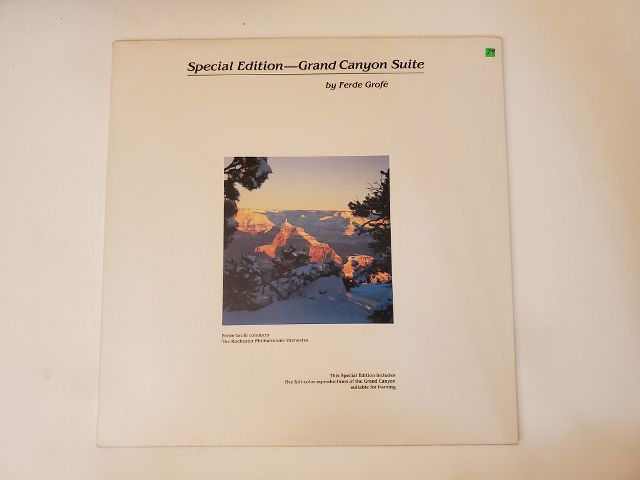 Special Edition—Grand Canyon Suite
by Ferde Grofé
Ferde Grofé conducts
The Rochester Philharmonic Orchestra
This Special Edition includes
five full-color reproductions of the Grand Canyon
suitable for framing